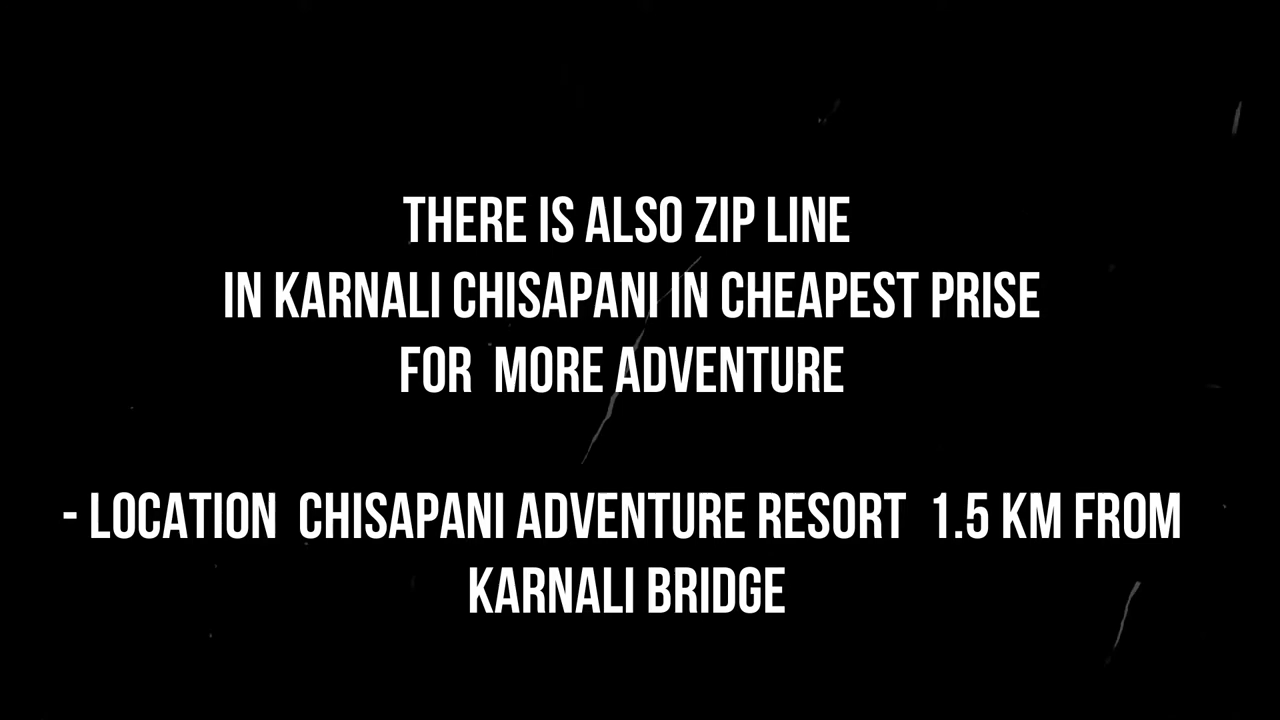 THERE IS ALSO ZIP LINE
IN KARNALI CHISAPANI IN CHEAPEST PRISE
FOR MORE ADVENTURE
- LOCATION CHISAPANI ADVENTURE RESORT 1.5 KM FROM
KARNALI BRIDGE